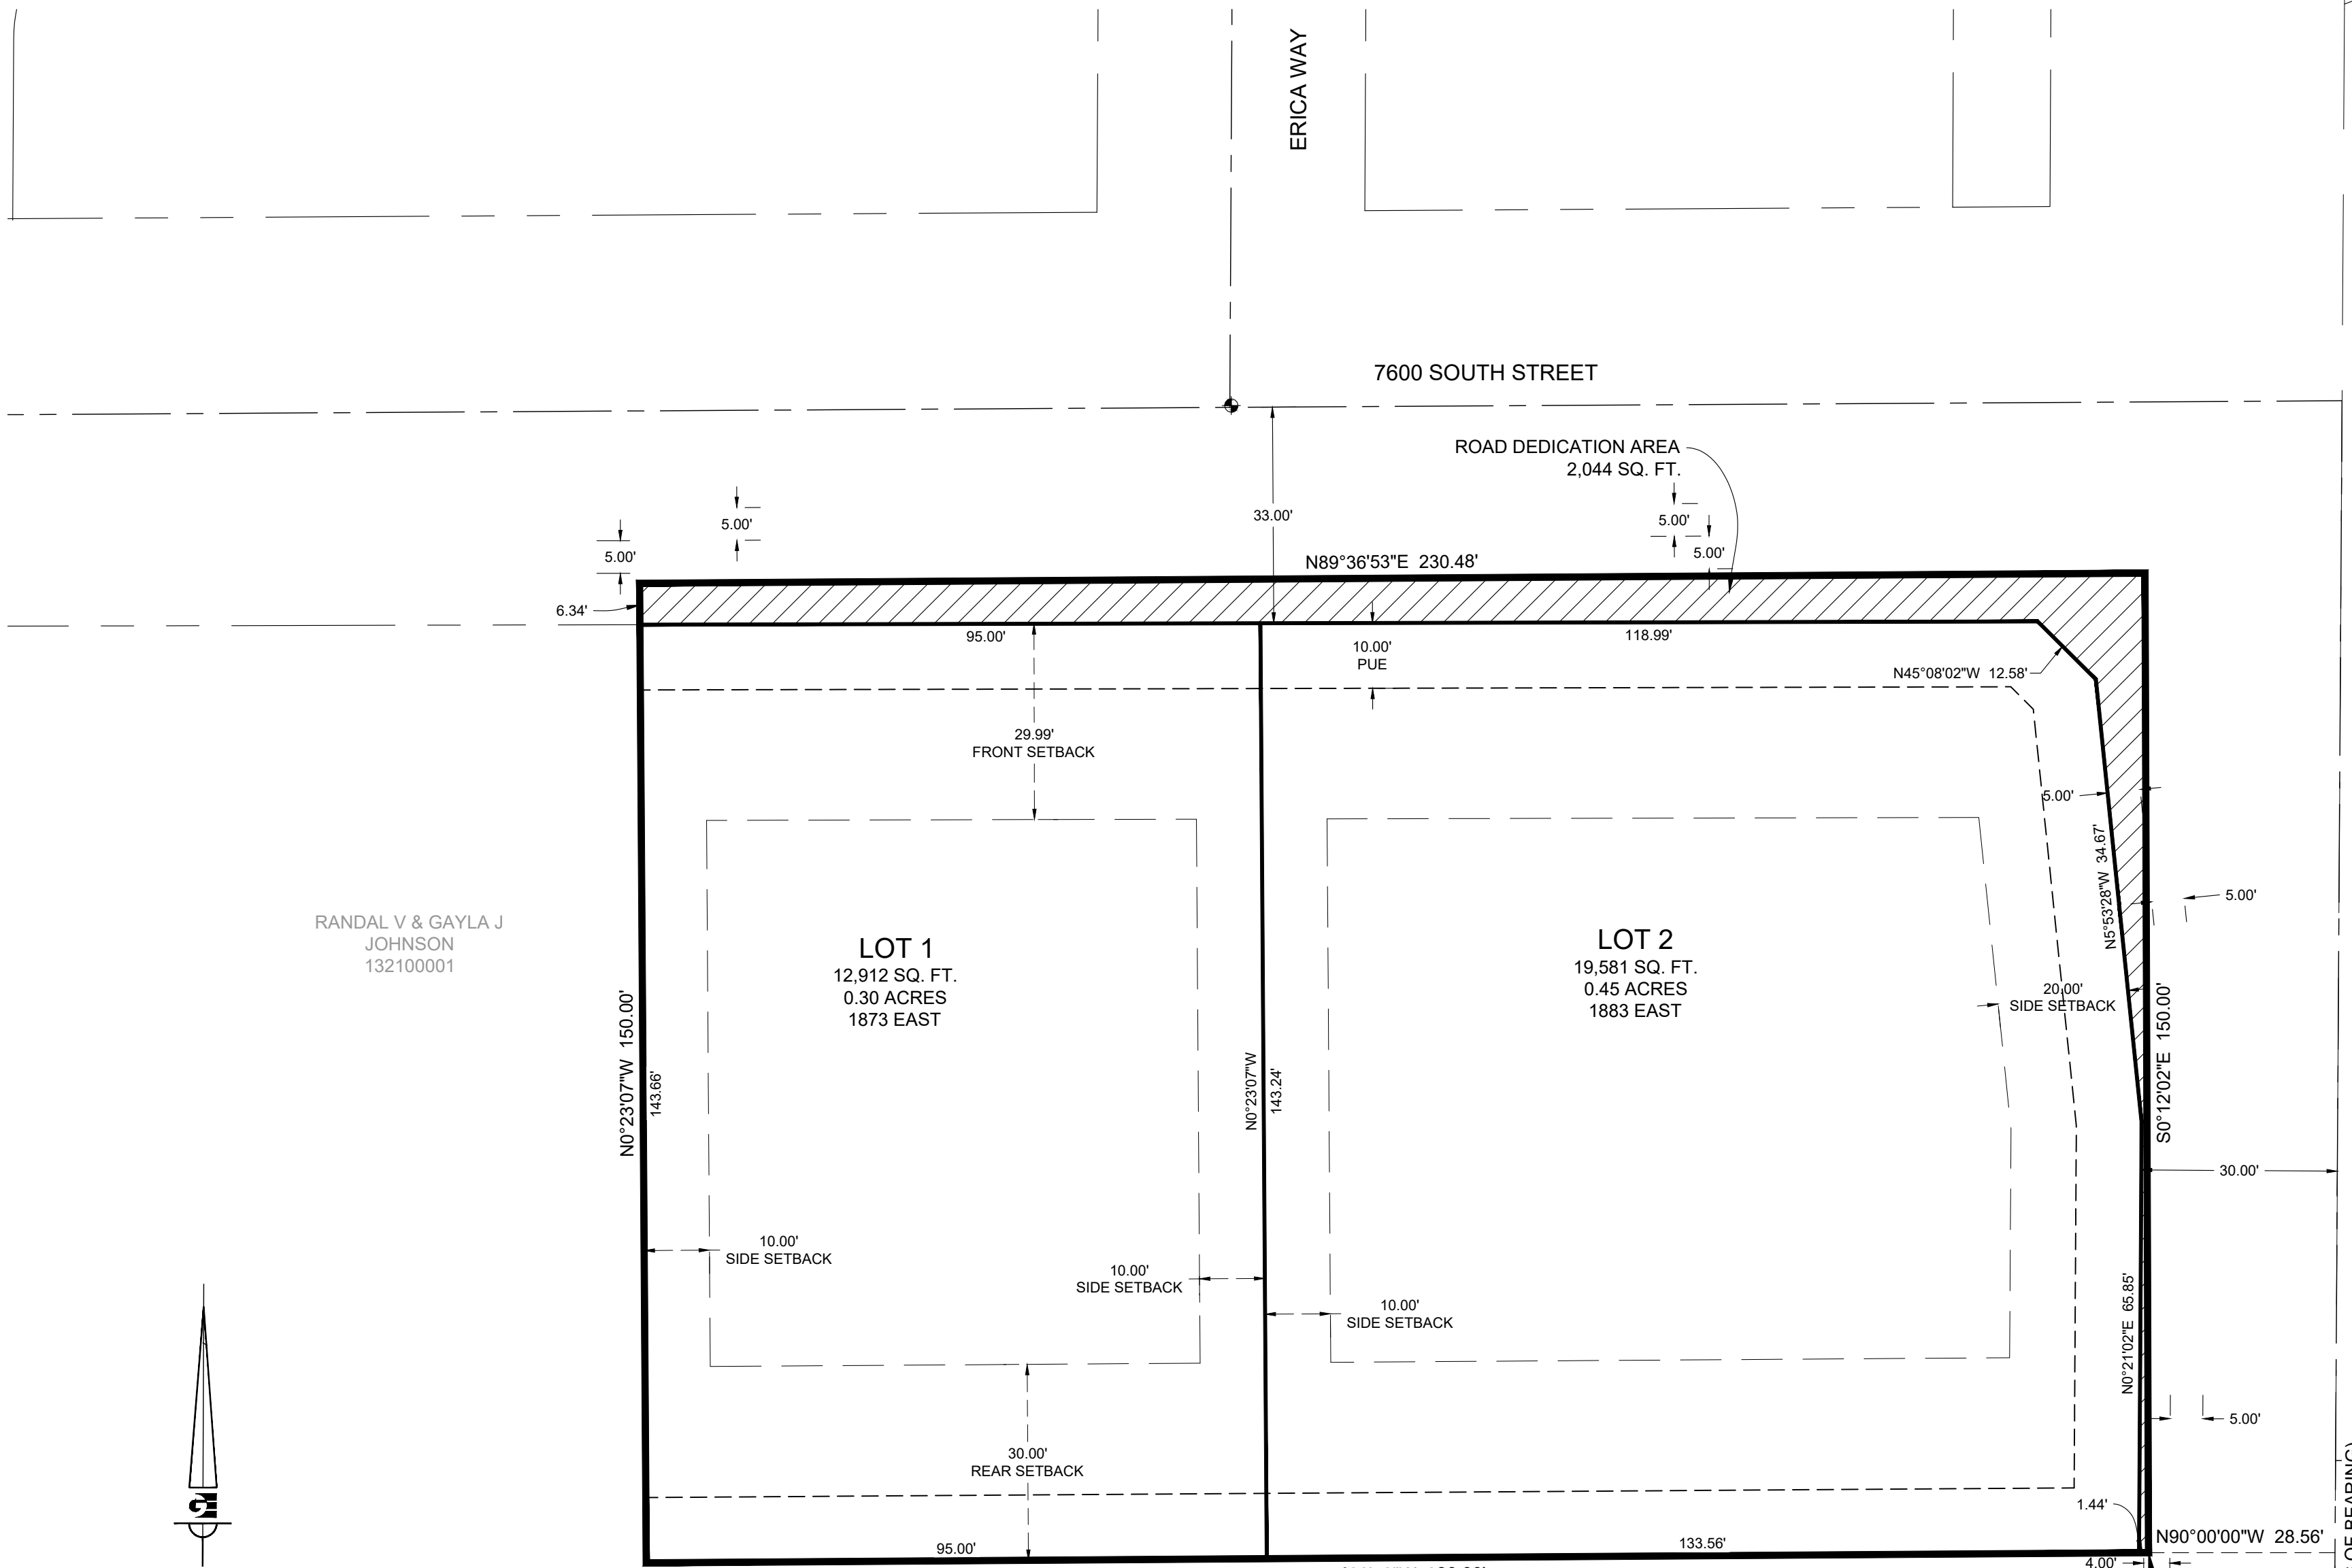 ERICA WAY
7600 SOUTH STREET
ROAD DEDICATION AREA
2,044 SQ. FT.
33.00'
5.00'
5.00'
5.00'
5.00'
N89°36'53"E 230.48'
6.34'
95.00'
118.99'
10.00'
PUE
N45°08'02"W 12.58'
29.99'
FRONT SETBACK
5.00'
N5°53'28"W 34.67'
5.00'
RANDAL V & GAYLA J
JOHNSON
132100001
LOT 1
12,912 SQ. FT.
0.30 ACRES
1873 EAST
LOT 2
19,581 SQ. FT.
0.45 ACRES
1883 EAST
20.00'
SIDE SETBACK
N0°23'07"W 150.00'
143.66'
N0°23'07"W
143.24'
S0°12'02"E 150.00'
30.00'
10.00'
SIDE SETBACK
10.00'
SIDE SETBACK
10.00'
SIDE SETBACK
N0°21'02"E 65.85'
5.00'
30.00'
REAR SETBACK
1.44'
95.00'
133.56'
N90°00'00"W 28.56'
4.00'
BEARING)